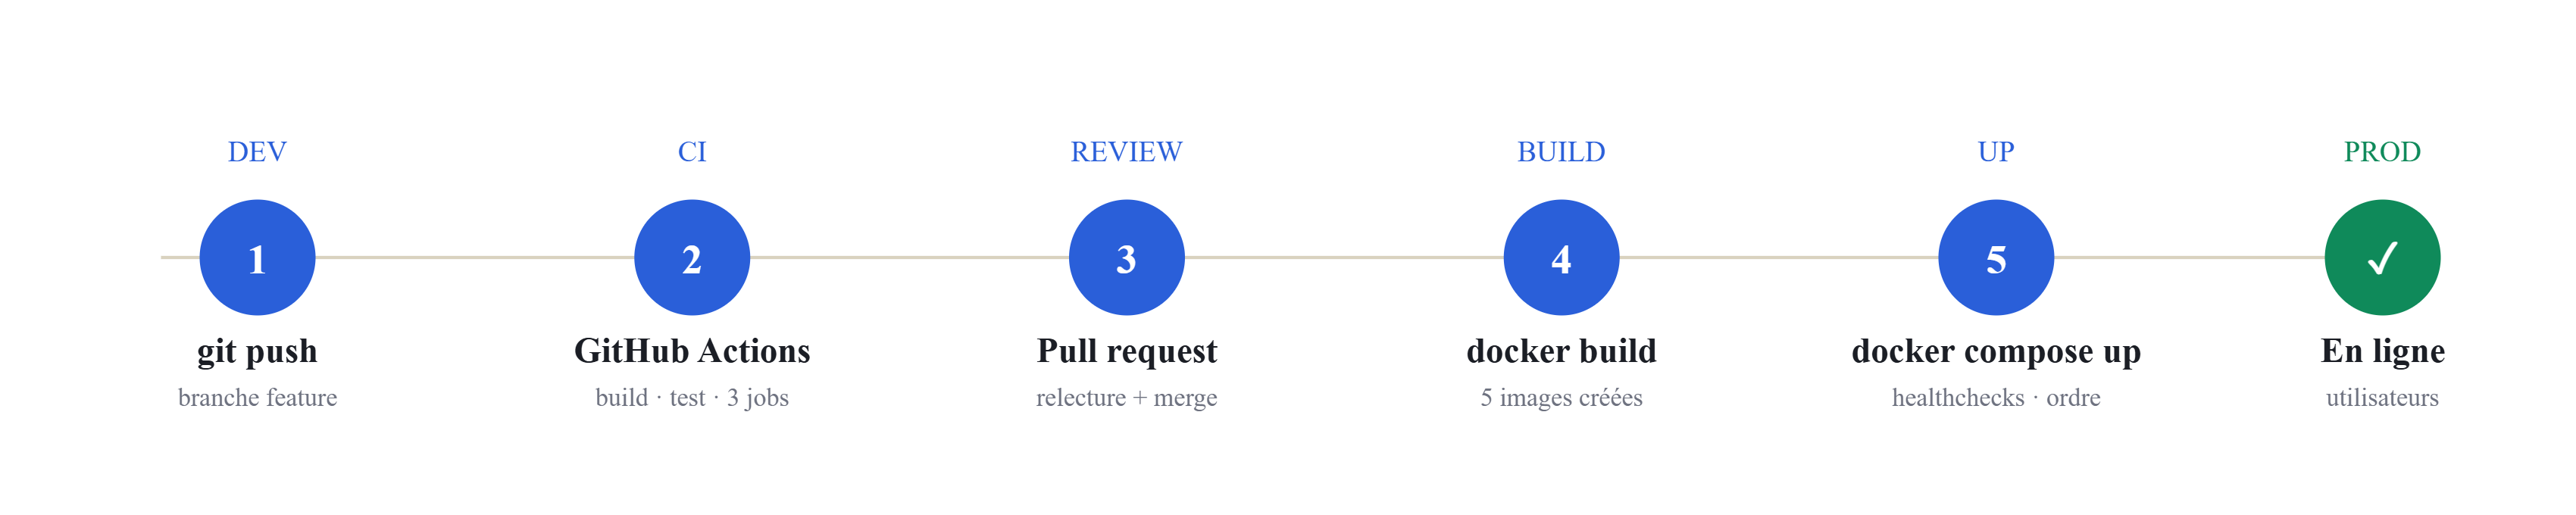 DEV
1
git push
branche feature
CI
2
GitHub Actions
build · test · 3 jobs
REVIEW
3
Pull request
relecture + merge
BUILD
4
docker build
5 images créées
UP
5
docker compose up
healthchecks · ordre
PROD
✓
En ligne
utilisateurs